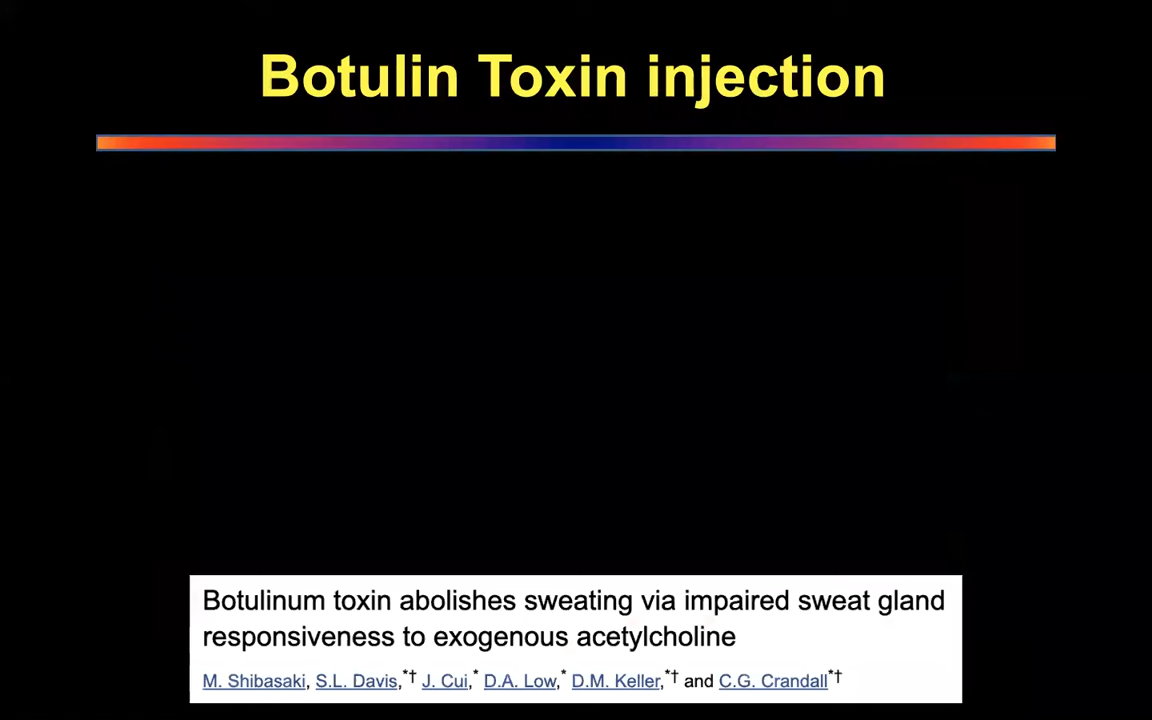 Botulin Toxin injection
Botulinum toxin abolishes sweating via impaired sweat gland
responsiveness to exogenous acetylcholine
M. Shibasaki, S.L. Davis,*† J. Cui,* D.A. Low,* D.M. Keller,*† and C.G. Crandall*†